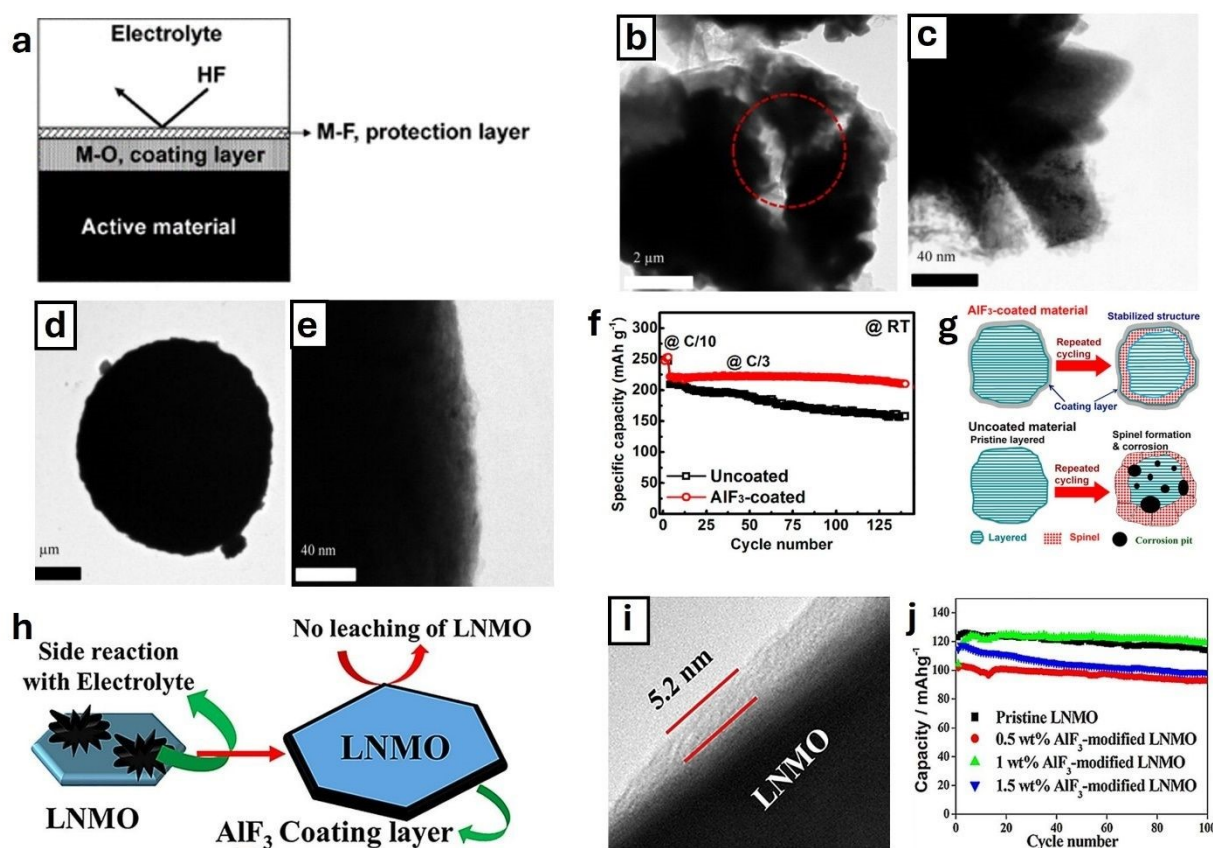 a
Electrolyte
HF
M-F, protection layer
M-O, coating layer
Active material
b
2 µm
c
40 nm
d
µm
e
40 nm
f
Specific capacity (mAh g⁻¹)
300
250
200
150
100
50
0
@ C/10
@ C/3
@ RT
Uncoated
AlF₃-coated
0 25 50 75 100 125
Cycle number
g
AlF₃-coated material
Stabilized structure
Repeated
cycling
Coating layer
Uncoated material
Pristine layered
Spinel formation
& corrosion
Repeated
cycling
Layered
Spinel
Corrosion pit
h
Side reaction
with Electrolyte
LNMO
No leaching of LNMO
LNMO
AlF₃ Coating layer
i
5.2 nm
LNMO
j
Capacity / mAhg⁻¹
140
120
100
80
60
40
20
0
Pristine LNMO
0.5 wt% AlF₃-modified LNMO
1 wt% AlF₃-modified LNMO
1.5 wt% AlF₃-modified LNMO
0 20 40 60 80 100
Cycle number